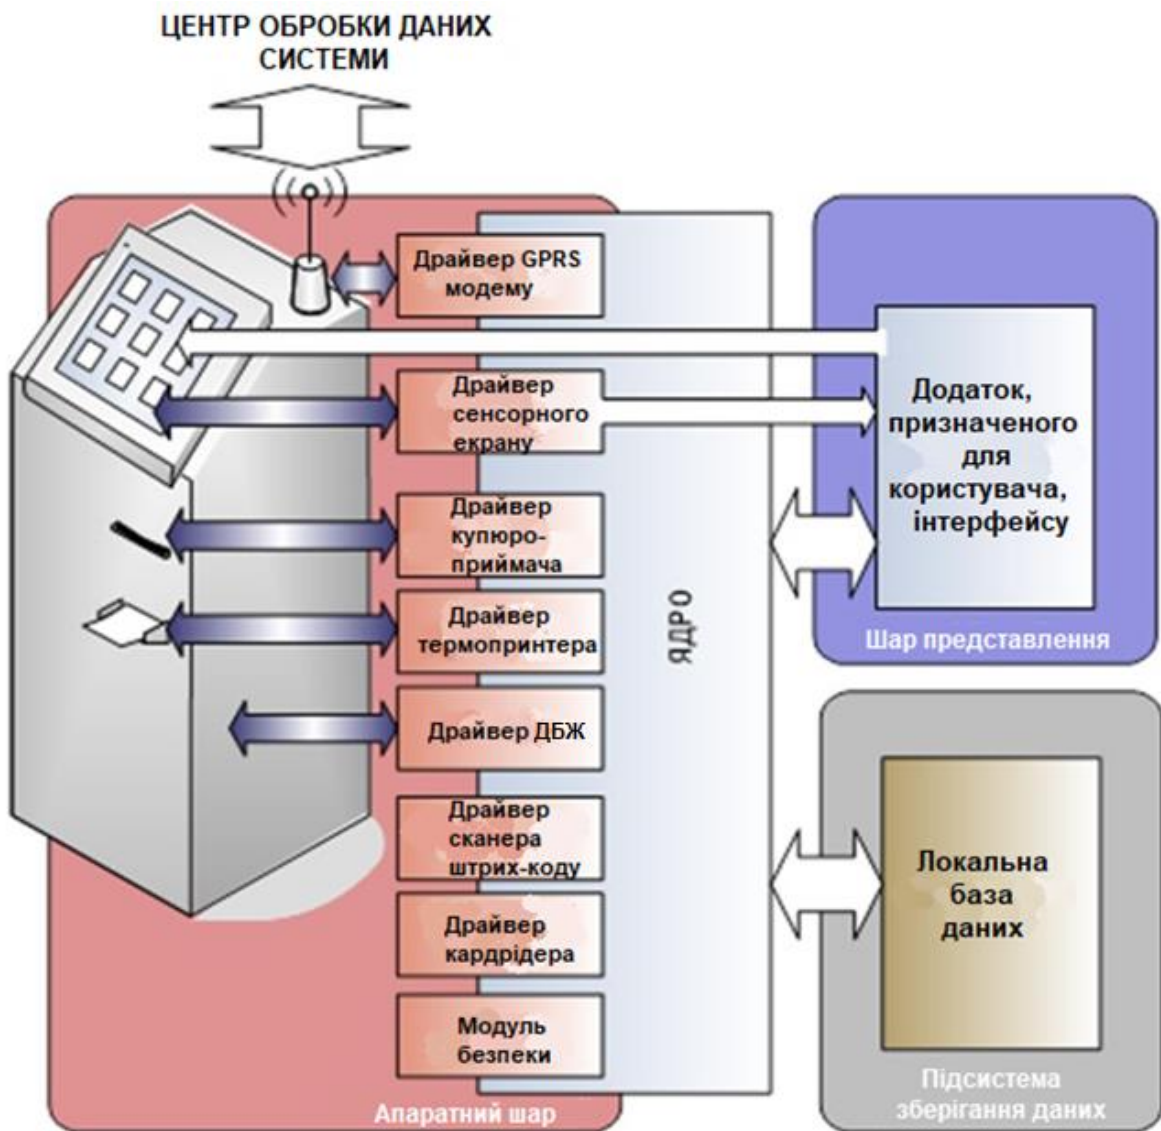 ЦЕНТР ОБРОБКИ ДАНИХ
СИСТЕМИ
Драйвер GPRS
модему
Драйвер
сенсорного
екрану
Драйвер
купюро-
приймача
Драйвер
термопринтера
Драйвер ДБЖ
Драйвер
сканера
штрих-коду
Драйвер
кардрідера
Модуль
безпеки
Апаратний шар
ЯДРО
Додаток,
призначеного
для
користувача,
інтерфейсу
Шар представлення
Локальна
база
даних
Підсистема
зберігання даних